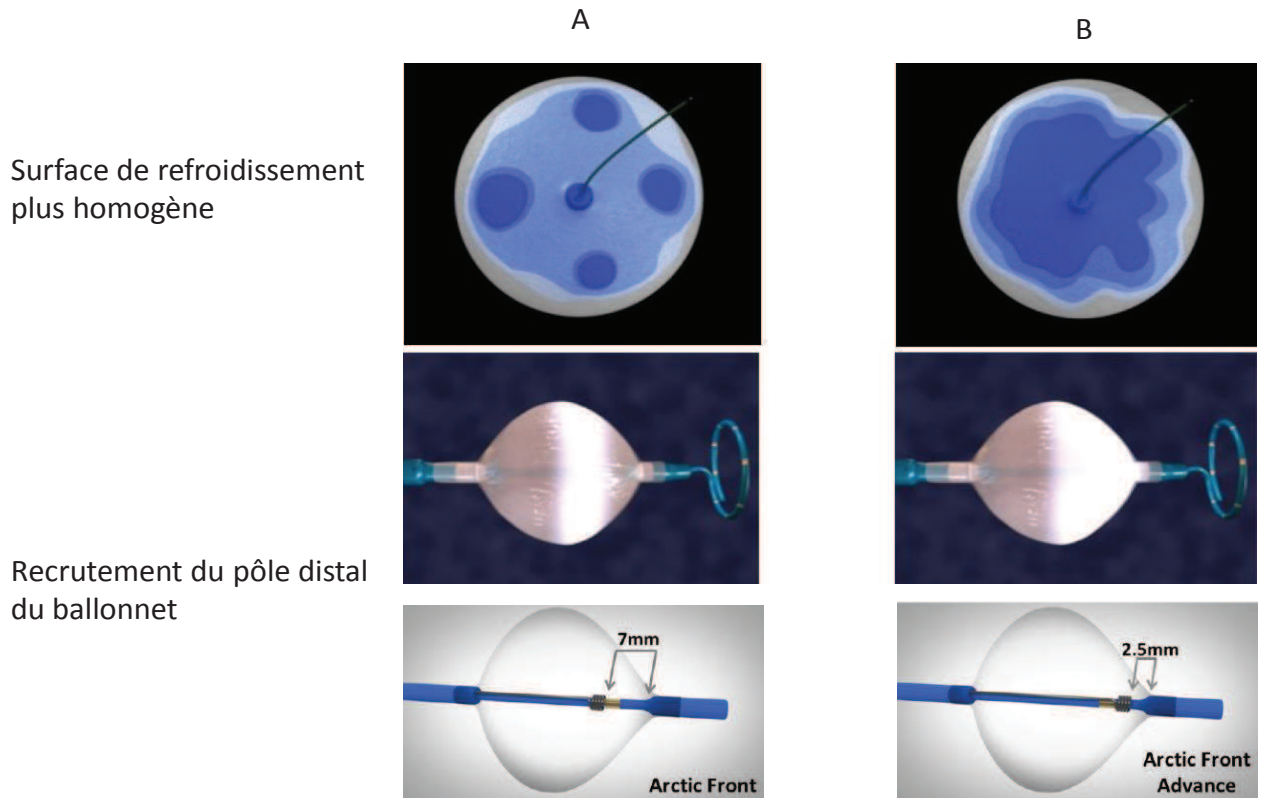 A
B
Surface de refroidissement
plus homogène
Recrutement du pôle distal
du ballonnet
7mm
Arctic Front
2.5mm
Arctic Front
Advance